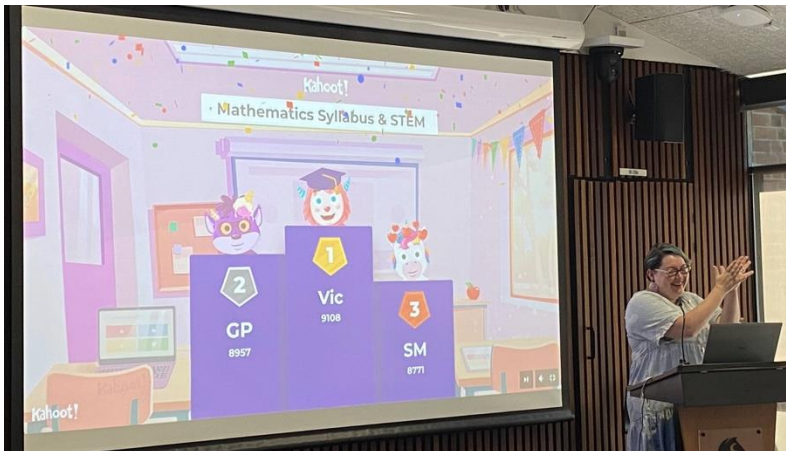 Kahoot!
Mathematics Syllabus & STEM
1
2
Vic
9108
3
GP
8957
SM
8771
Kahoot!